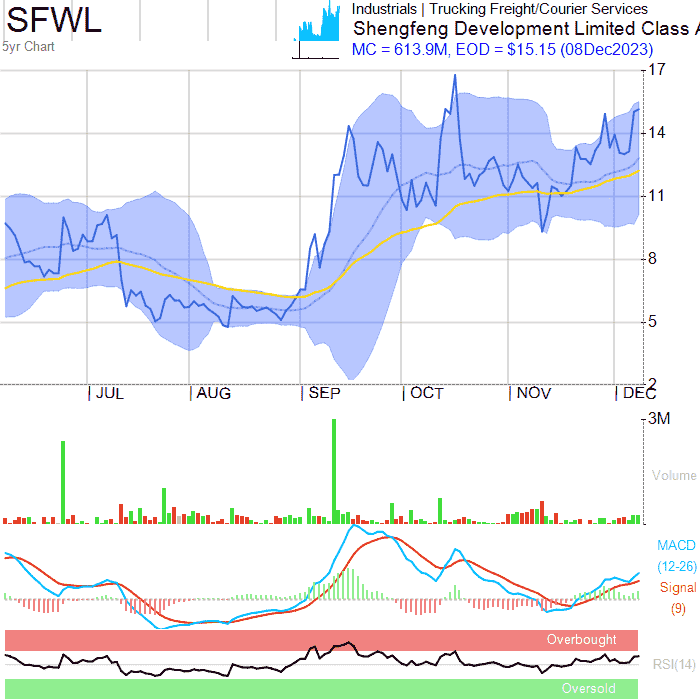 SFWL
Industrials | Trucking Freight/Courier Services
Shengfeng Development Limited Class A
5yr Chart
MC = 613.9M, EOD = $15.15 (08Dec2023)
17
14
11
8
5
2
JUL AUG SEP OCT NOV DEC
3M
Volume
MACD
(12-26)
Signal
(9)
Overbought
RSI(14)
Oversold